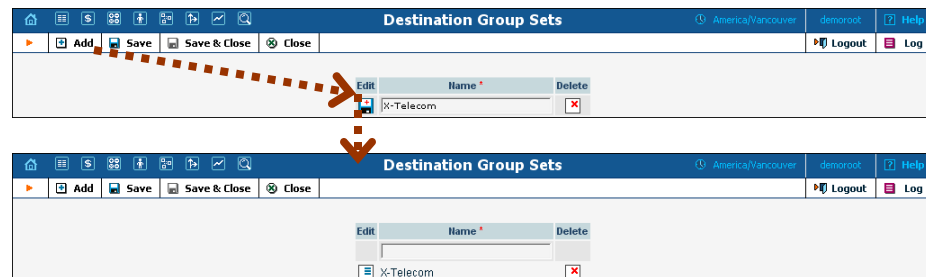 Destination Group Sets America/Vancouver demoroot Help
Add Save Save & Close Close Logout Log
Edit Name * Delete
X-Telecom
Destination Group Sets America/Vancouver demoroot Help
Add Save Save & Close Close Logout Log
Edit Name * Delete
X-Telecom